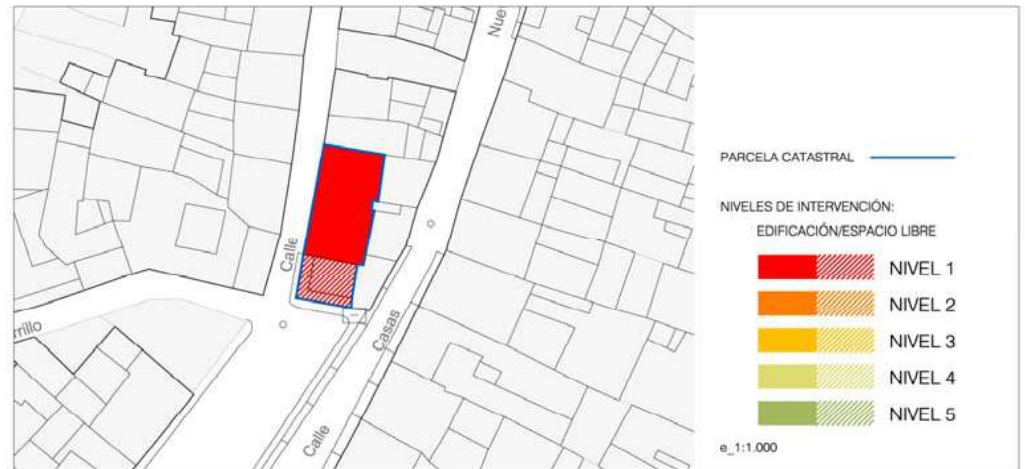 Nue
Calle
rrillo
Casas
Calle
PARCELA CATASTRAL
NIVELES DE INTERVENCIÓN:
EDIFICACIÓN/ESPACIO LIBRE
NIVEL 1
NIVEL 2
NIVEL 3
NIVEL 4
NIVEL 5
e_1:1.000